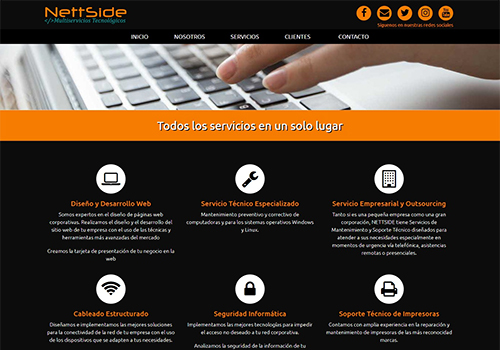 NettSide
</>Multiservicios Tecnológicos
Síguenos en nuestras redes sociales
INICIO NOSOTROS SERVICIOS CLIENTES CONTACTO
Todos los servicios en un solo lugar
Diseño y Desarrollo Web
Somos expertos en el diseño de páginas web
corporativas. Realizamos el diseño y el desarrollo del
sitio web de tu empresa con el uso de las técnicas y
herramientas más avanzadas del mercado
Creamos la tarjeta de presentación de tu negocio en la
web
Servicio Técnico Especializado
Mantenimiento preventivo y correctivo de
computadoras y para los sistemas operativos Windows
y Linux.
Servicio Empresarial y Outsourcing
Tanto si es una pequeña empresa como una gran
corporación, NETTSIDE tiene Servicios de
Mantenimiento y Soporte Técnico diseñados para
atender a sus necesidades especialmente en
momentos de urgencia vía telefónica, asistencias
remotas o presenciales.
Cableado Estructurado
Diseñamos e implementamos las mejores soluciones
para la conectividad de la red de tu empresa con el uso
de los dispositivos que se adapten a tus necesidades.
Seguridad Informática
Implementamos las mejores tecnologías para impedir
el acceso no deseado a tu red corporativa.
Analizamos la seguridad de la información de tu
Soporte Técnico de Impresoras
Contamos con amplia experiencia en la reparación y
mantenimiento de impresoras de las más reconocidad
marcas.